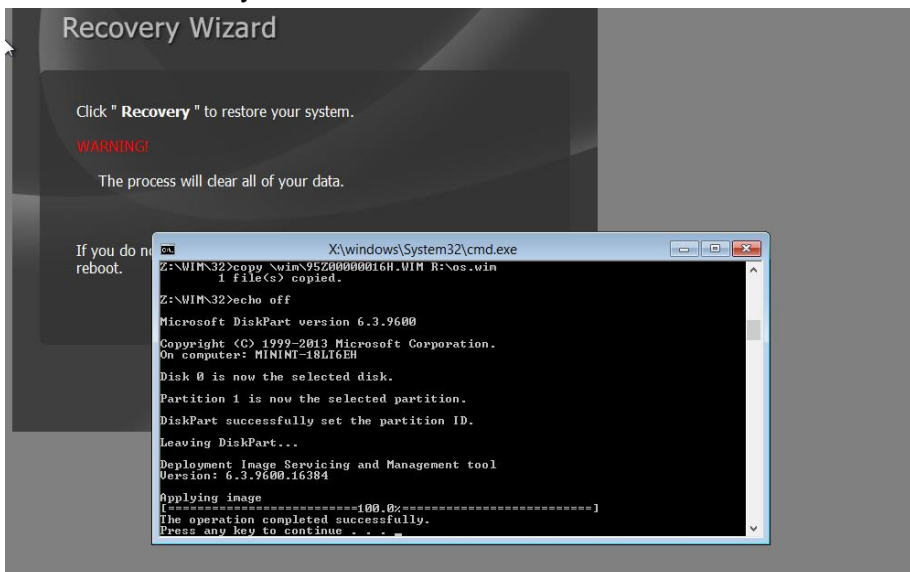 Recovery Wizard
Click " Recovery " to restore your system.
WARNING!
The process will clear all of your data.
If you do
reboot.
X:\windows\System32\cmd.exe
Z:\WIM\32>copy \wim\95Z00000016H.WIM R:\os.wim
1 file(s) copied.
Z:\WIM\32>echo off
Microsoft DiskPart version 6.3.9600
Copyright (C) 1999-2013 Microsoft Corporation.
On computer: MININT-18LT6EH
Disk 0 is now the selected disk.
Partition 1 is now the selected partition.
DiskPart successfully set the partition ID.
Leaving DiskPart...
Deployment Image Servicing and Management tool
Version: 6.3.9600.16384
Applying image
[==========================100.0%==========================]
The operation completed successfully.
Press any key to continue . . . _